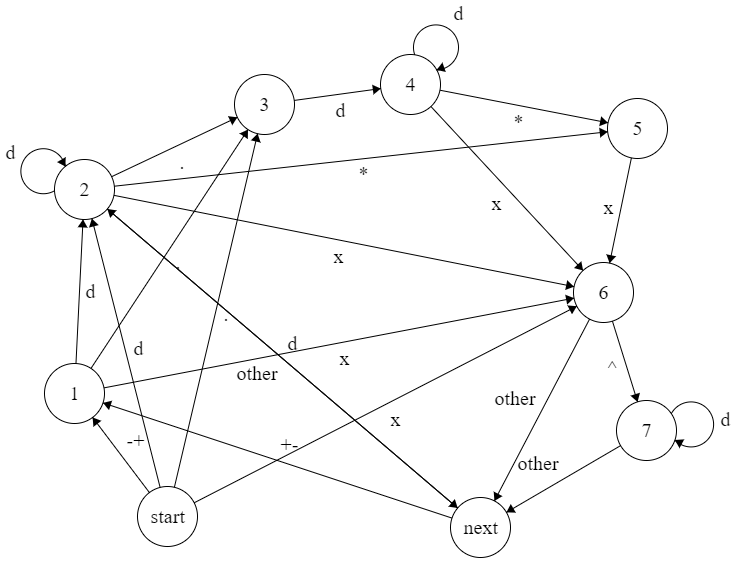 d
4
3
d
*
5
d
.
2
*
x
x
x
6
.
d
.
d
d
other
x
^
1
other
x
d
-+
+-
7
other
start
next